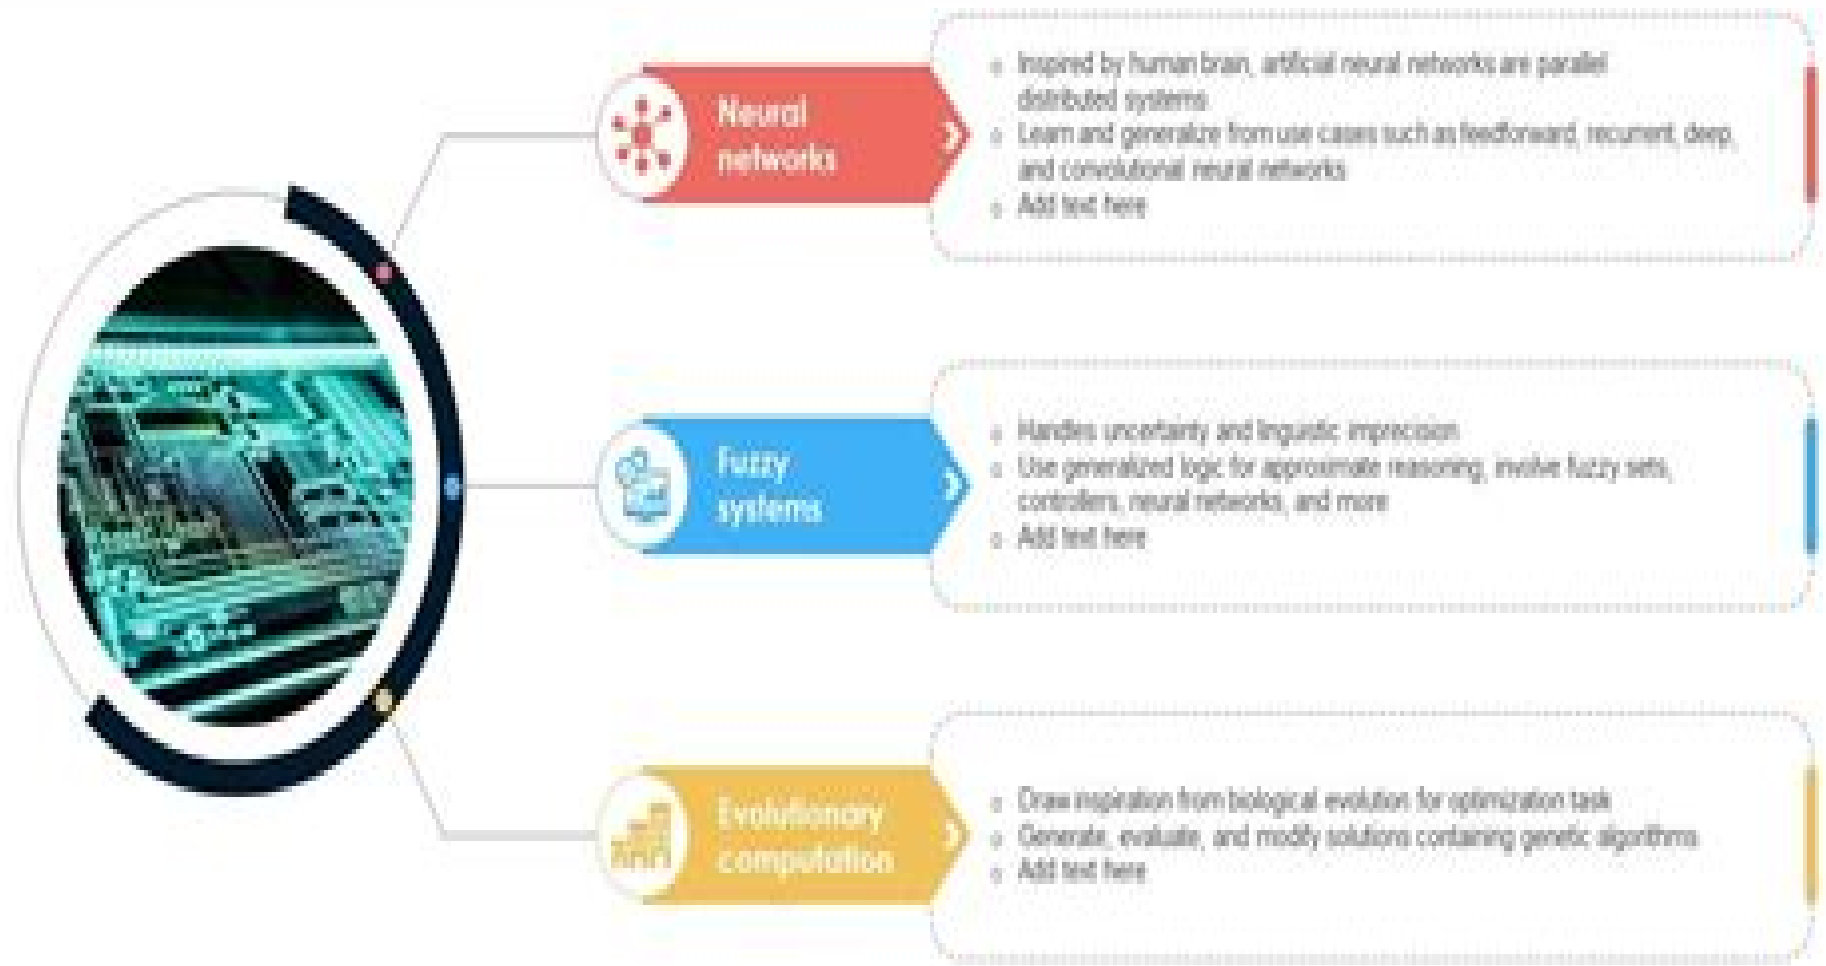 Neural
networks
Inspired by human brain, artificial neural networks are parallel
distributed systems
Learn and generalize from use cases such as feedforward, recurrent, deep,
and convolutional neural networks
Add text here
Fuzzy
systems
Handles uncertainty and linguistic imprecision
Use generalized logic for approximate reasoning, involve fuzzy sets,
controllers, neural networks, and more
Add text here
Evolutionary
computation
Draw inspiration from biological evolution for optimization task
Generate, evaluate, and modify solutions containing genetic algorithms
Add text here